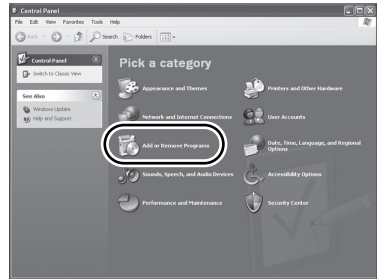 Control Panel
File Edit View Favorites Tools Help
Back Search Folders
Control Panel
Switch to Classic View
See Also
Windows Update
Help and Support
Pick a category
Appearance and Themes
Printers and Other Hardware
Network and Internet Connections
User Accounts
Add or Remove Programs
Date, Time, Language, and Regional
Options
Sounds, Speech, and Audio Devices
Accessibility Options
Performance and Maintenance
Security Center